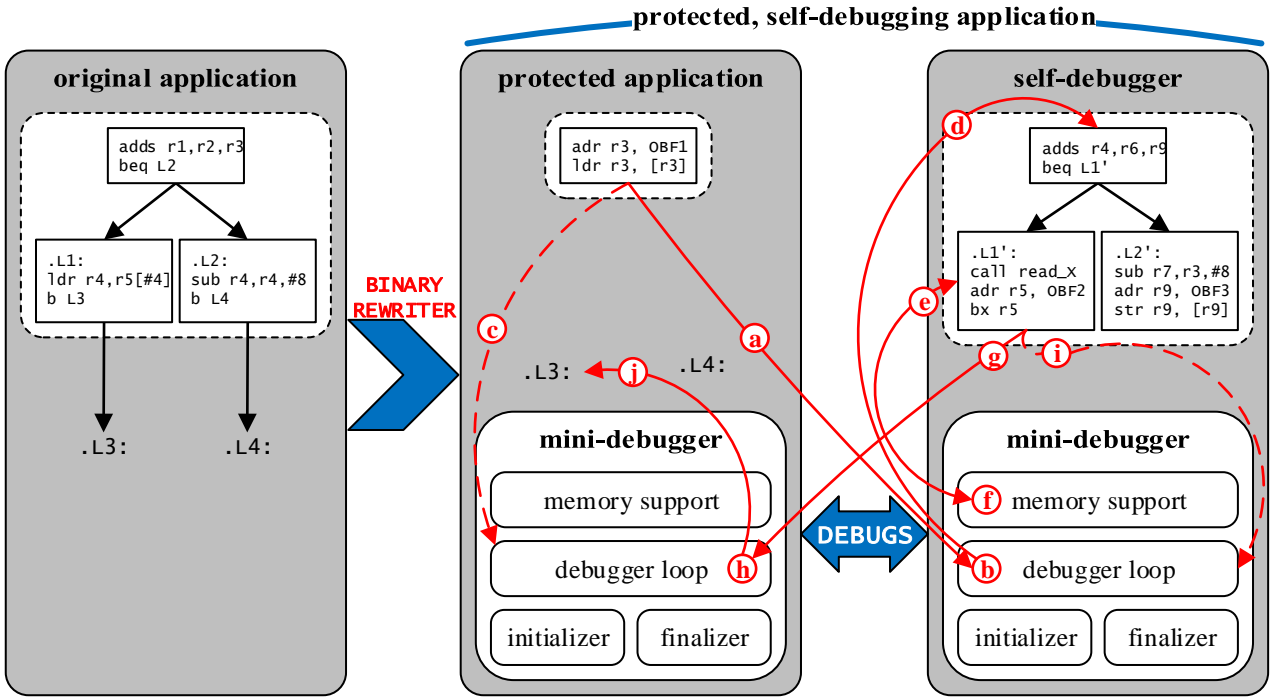 protected, self-debugging application
original application
adds r1,r2,r3
beq L2
.L1:
ldr r4,r5[#4]
b L3
.L2:
sub r4,r4,#8
b L4
.L3:
.L4:
BINARY
REWRITER
protected application
adr r3, OBF1
ldr r3, [r3]
c
a
.L3:
j
.L4:
mini-debugger
memory support
debugger loop
h
initializer
finalizer
DEBUGS
self-debugger
d
adds r4,r6,r9
beq L1'
.L1':
call read_X
adr r5, OBF2
bx r5
.L2':
sub r7,r3,#8
adr r9, OBF3
str r9, [r9]
e
g
i
mini-debugger
f
memory support
b
debugger loop
initializer
finalizer